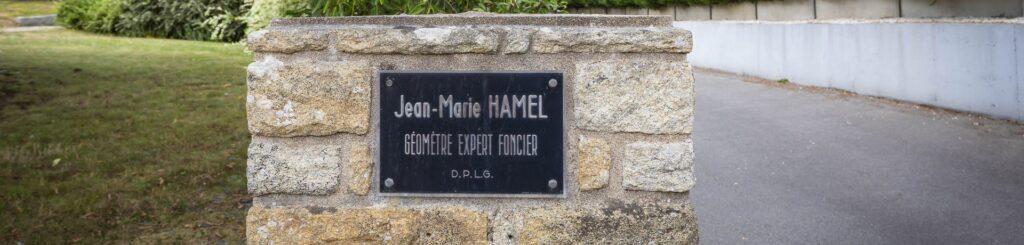 Jean-Marie HAMEL
GÉOMÈTRE EXPERT FONCIER
D.P.L.G.